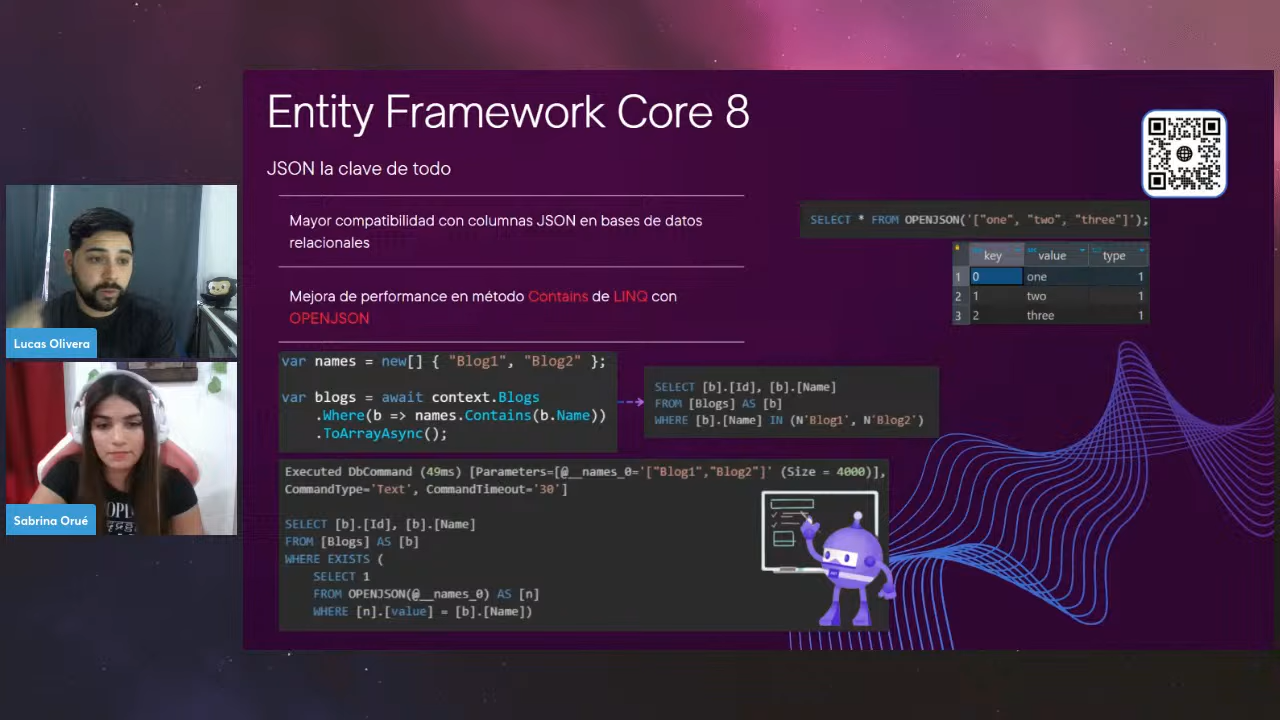 Entity Framework Core 8
JSON la clave de todo
Mayor compatibilidad con columnas JSON en bases de datos
relacionales
Mejora de performance en método Contains de LINQ con
OPENJSON
SELECT * FROM OPENJSON('["one", "two", "three"]');
key value type
1 0 one 1
2 1 two 1
3 2 three 1
var names = new[] { "Blog1", "Blog2" };
var blogs = await context.Blogs
.Where(b => names.Contains(b.Name))
.ToArrayAsync();
SELECT [b].[Id], [b].[Name]
FROM [Blogs] AS [b]
WHERE [b].[Name] IN (N'Blog1', N'Blog2')
Executed DbCommand (49ms) [Parameters=[@__names_0='["Blog1","Blog2"]' (Size = 4000)],
CommandType='Text', CommandTimeout='30']
SELECT [b].[Id], [b].[Name]
FROM [Blogs] AS [b]
WHERE EXISTS (
SELECT 1
FROM OPENJSON(@__names_0) AS [n]
WHERE [n].[value] = [b].[Name])
Lucas Olivera
Sabrina Orué